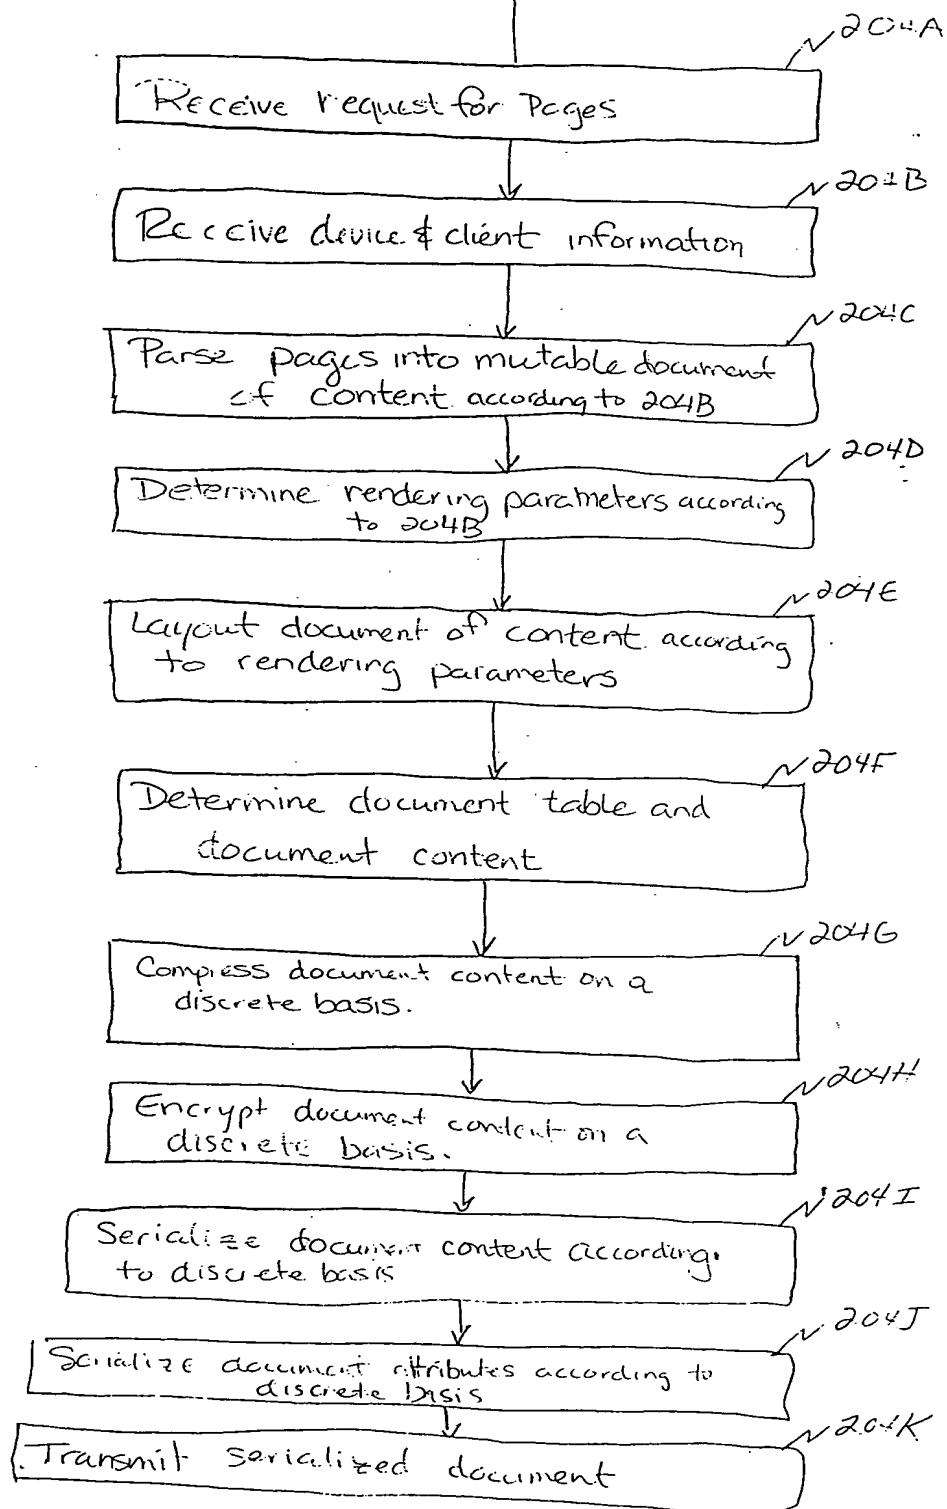 204A
Receive request for Pages
204B
Receive device & client information
204C
Parse pages into mutable document
of content according to 204B
204D
Determine rendering parameters according
to 204B
204E
Layout document of content according
to rendering parameters
204F
Determine document table and
document content
204G
Compress document content on a
discrete basis.
204H
Encrypt document content on a
discrete basis.
204I
Serialize document content according
to discrete basis
204J
Serialize document attributes according to
discrete basis
204K
Transmit serialized document